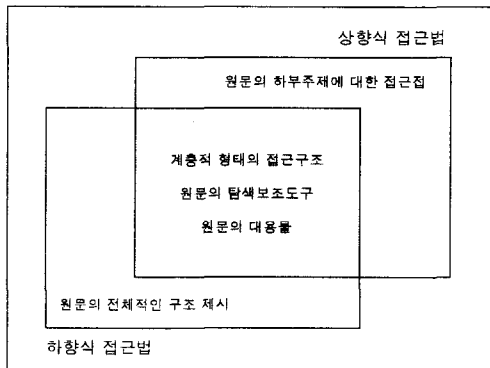 상향식 접근법
원문의 하부주제에 대한 접근점
계층적 형태의 접근구조
원문의 탐색보조도구
원문의 대용물
원문의 전체적인 구조 제시
하향식 접근법